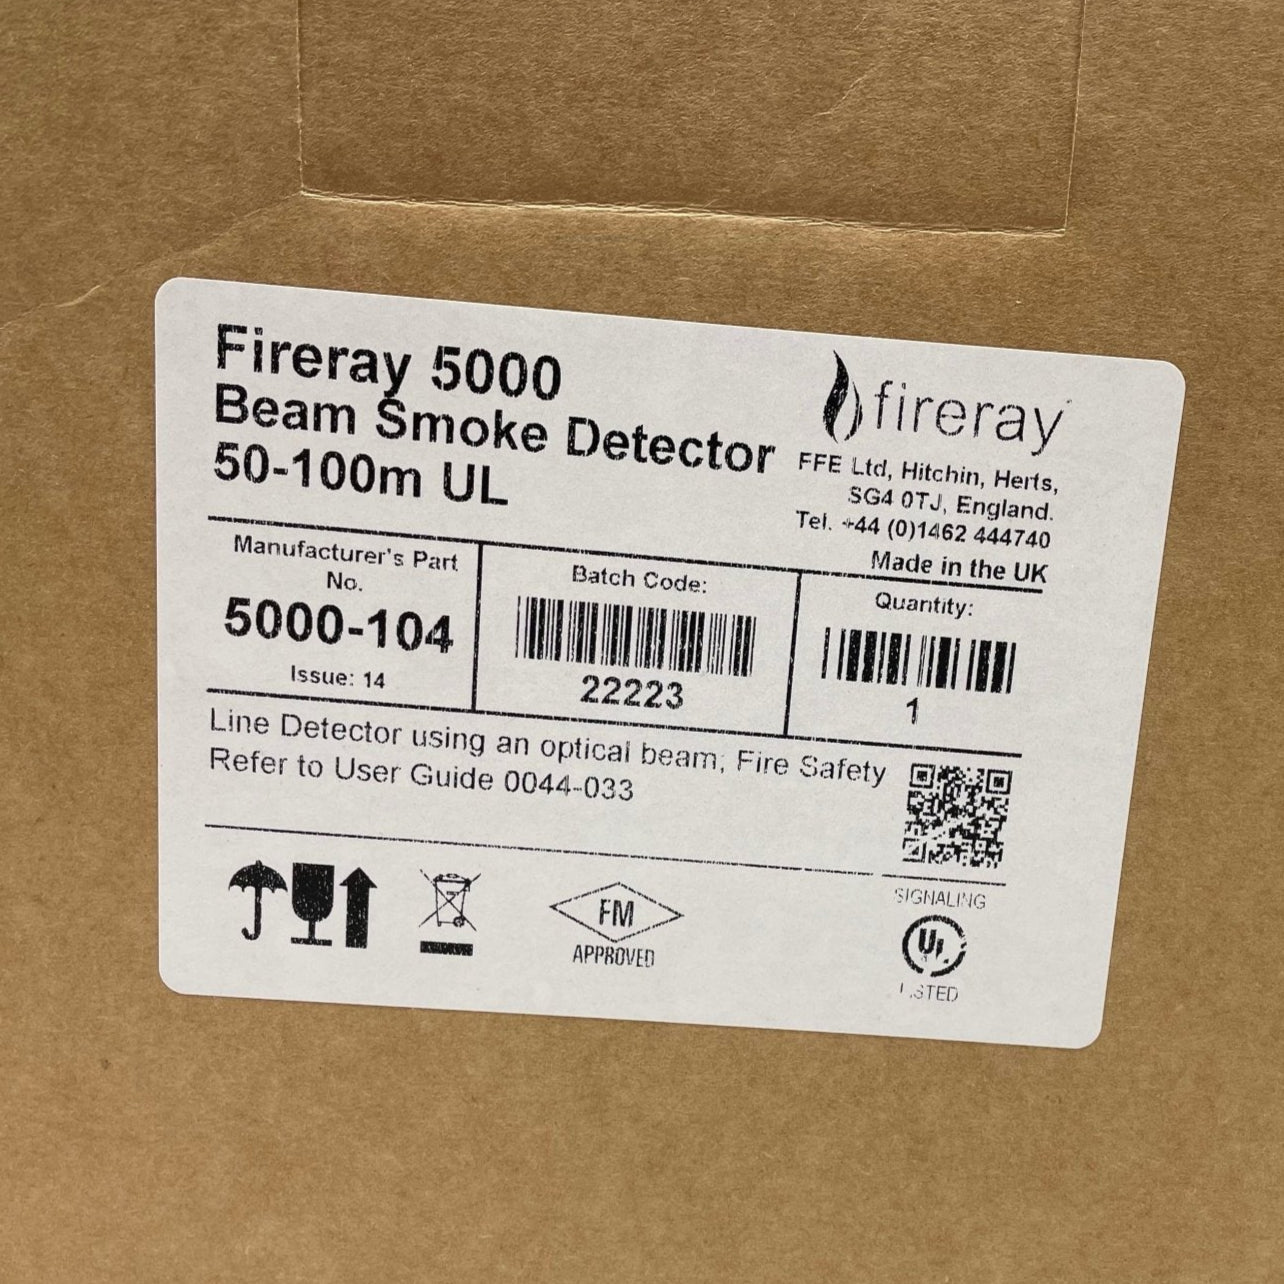 Fireray 5000
Beam Smoke Detector
50-100m UL
fireray
FFE Ltd, Hitchin, Herts,
SG4 0TJ, England.
Tel. +44 (0)1462 444740
Made in the UK
Manufacturer's Part
No.
5000-104
Issue: 14
Batch Code:
22223
Quantity:
1
Line Detector using an optical beam; Fire Safety
Refer to User Guide 0044-033
FM
APPROVED
SIGNALING
UL
LISTED